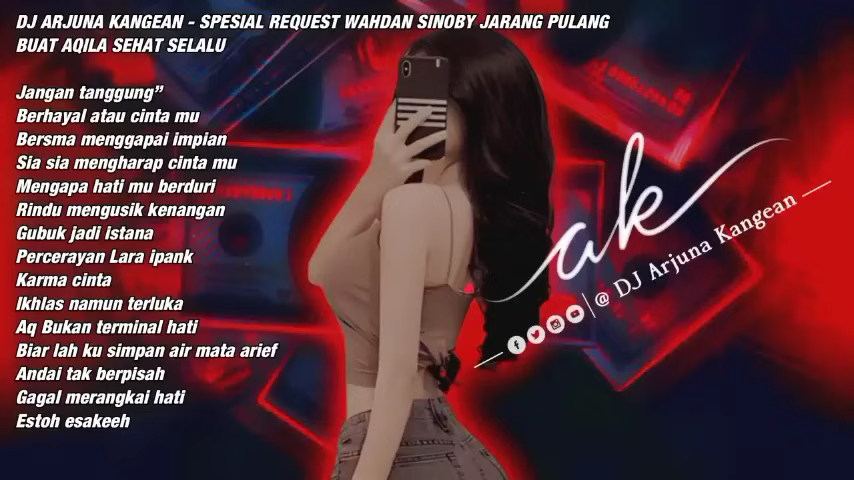 DJ ARJUNA KANGEAN - SPESIAL REQUEST WAHDAN SINOBY JARANG PULANG
BUAT AQILA SEHAT SELALU
Jangan tanggung”
Berhayal atau cinta mu
Bersma menggapai impian
Sia sia mengharap cinta mu
Mengapa hati mu berduri
Rindu mengusik kenangan
Gubuk jadi istana
Percerayan Lara ipank
Karma cinta
Ikhlas namun terluka
Aq Bukan terminal hati
Biar lah ku simpan air mata arief
Andai tak berpisah
Gagal merangkai hati
Estoh esakeeh
ak
@ DJ Arjuna Kangean